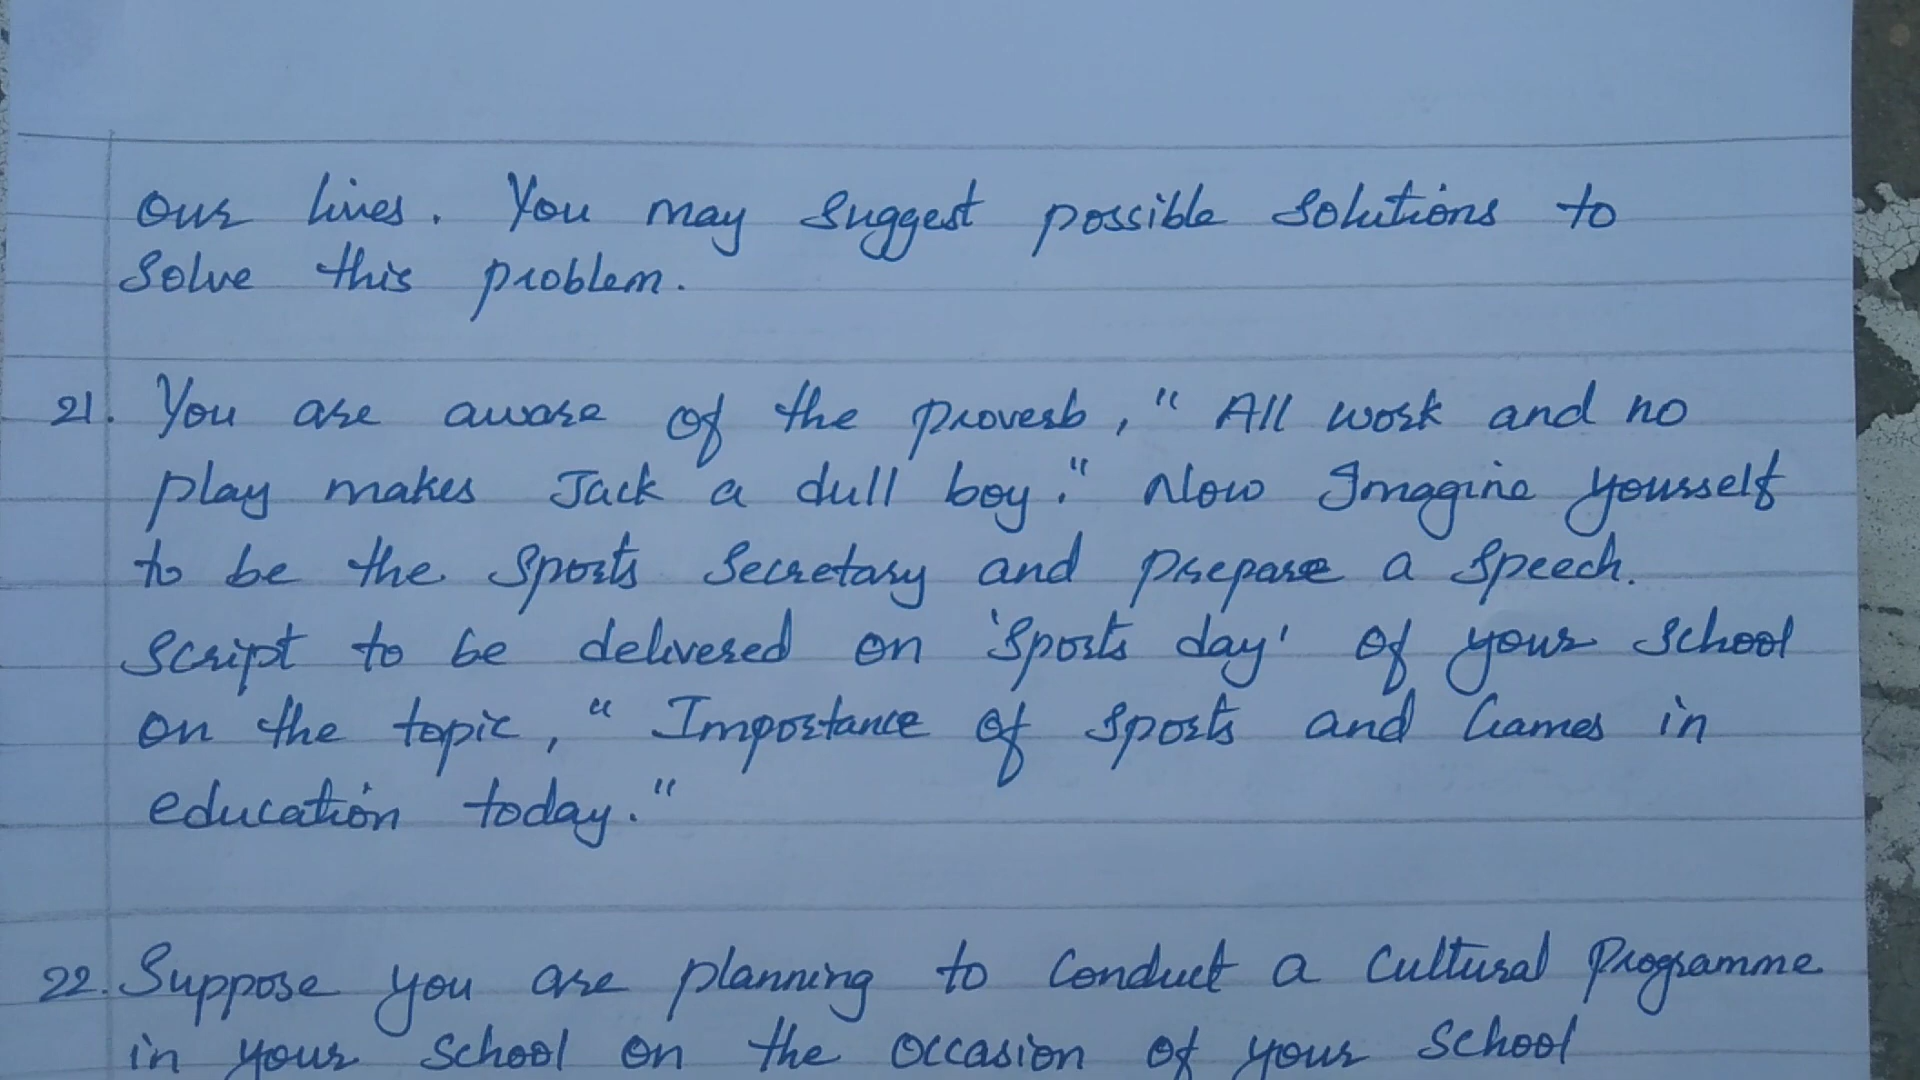 our lives. You may suggest possible solutions to
solve this problem.
21. You are aware of the proverb, "All work and no
play makes Jack a dull boy." Now Imagine yourself
to be the Sports Secretary and prepare a speech.
script to be delivered on 'Sports day' of your school
on the topic, "Importance of Sports and Games in
education today."
22. Suppose you are planning to conduct a cultural Programme
in your school on the occasion of your school